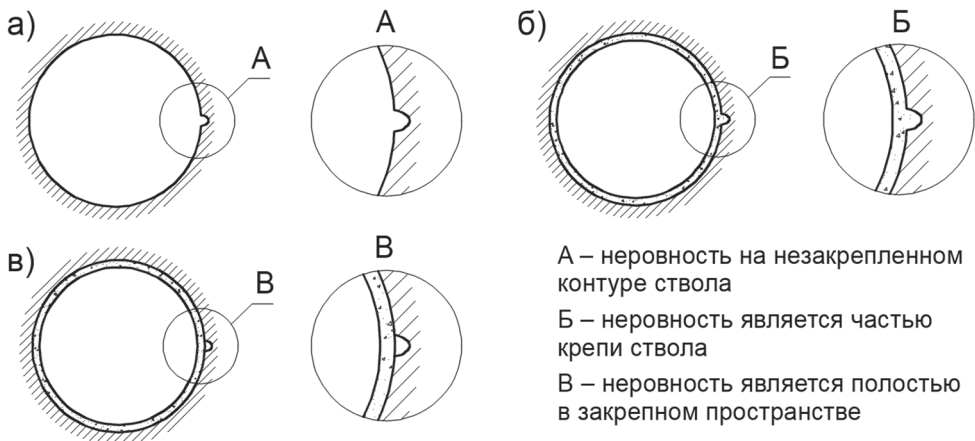 а)
А
А
б)
Б
Б
в)
В
В
А – неровность на незакрепленном
контуре ствола
Б – неровность является частью
крепи ствола
В – неровность является полостью
в закрепном пространстве